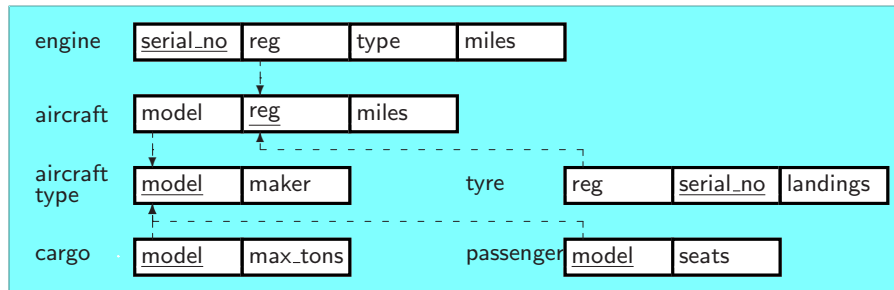 engine serial_no reg type miles
aircraft model reg miles
aircraft type model maker tyre reg serial_no landings
cargo model max_tons passenger model seats